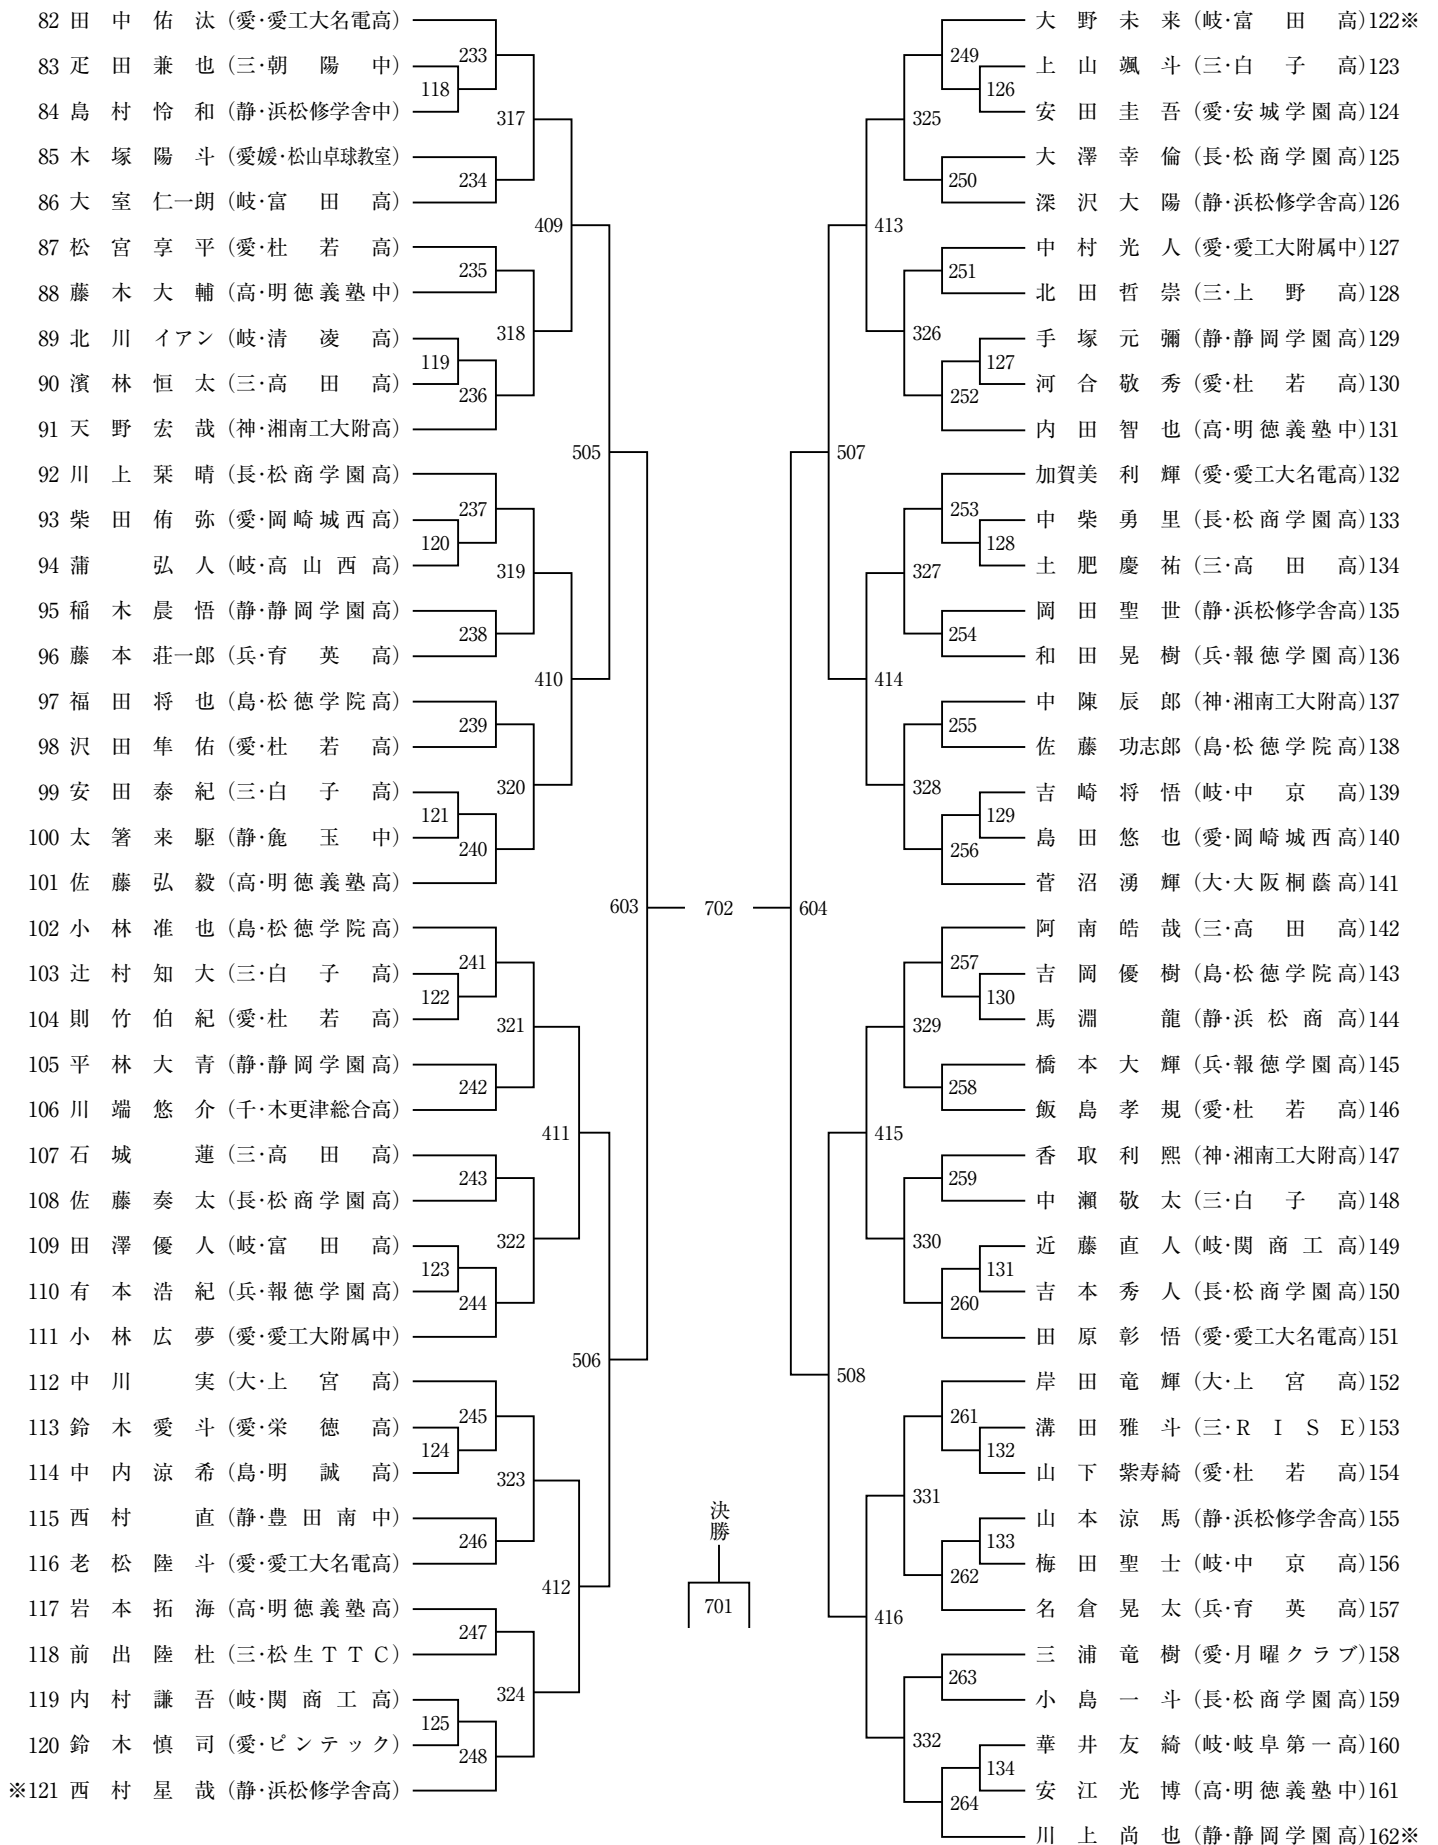 82 田中佑汰 (愛・愛工大名電高)
83 疋田兼也 (三・朝陽中)
84 島村怜和 (静・浜松修学舎中)
85 木塚陽斗 (愛媛・松山卓球教室)
86 大室仁一朗 (岐・富田高)
87 松宮享平 (愛・杜若高)
88 藤木大輔 (高・明徳義塾中)
89 北川イアン (岐・清凌高)
90 濱林恒太 (三・高田高)
91 天野宏哉 (神・湘南工大附高)
92 川上栞晴 (長・松商学園高)
93 柴田侑弥 (愛・岡崎城西高)
94 蒲弘人 (岐・高山西高)
95 稲木晨悟 (静・静岡学園高)
96 藤本荘一郎 (兵・育英高)
97 福田将也 (島・松徳学院高)
98 沢田隼佑 (愛・杜若高)
99 安田泰紀 (三・白子高)
100 太箸来駆 (静・麁玉中)
101 佐藤弘毅 (高・明徳義塾高)
102 小林准也 (島・松徳学院高)
103 辻村知大 (三・白子高)
104 則竹伯紀 (愛・杜若高)
105 平林大青 (静・静岡学園高)
106 川端悠介 (千・木更津総合高)
107 石城蓮 (三・高田高)
108 佐藤奏太 (長・松商学園高)
109 田澤優人 (岐・富田高)
110 有本浩紀 (兵・報徳学園高)
111 小林広夢 (愛・愛工大附属中)
112 中川実 (大・上宮高)
113 鈴木愛斗 (愛・栄徳高)
114 中内涼希 (島・明誠高)
115 西村直 (静・豊田南中)
116 老松陸斗 (愛・愛工大名電高)
117 岩本拓海 (高・明徳義塾高)
118 前出陸杜 (三・松生TTC)
119 内村謙吾 (岐・関商工高)
120 鈴木慎司 (愛・ピンテック)
※121 西村星哉 (静・浜松修学舎高)
233
118
317
234
409
235
318
119
236
505
237
120
319
238
410
239
320
121
240
603
241
122
321
242
411
243
322
123
244
506
245
124
323
246
412
247
324
125
248
702
決勝
701
604
249
126
325
250
413
251
326
127
252
507
253
128
327
254
414
255
328
129
256
257
130
329
258
415
259
330
131
260
508
261
132
331
133
262
416
263
332
134
264
大野未来 (岐・富田高)122※
上山颯斗 (三・白子高)123
安田圭吾 (愛・安城学園高)124
大澤幸倫 (長・松商学園高)125
深沢大陽 (静・浜松修学舎高)126
中村光人 (愛・愛工大附属中)127
北田哲崇 (三・上野高)128
手塚元彌 (静・静岡学園高)129
河合敬秀 (愛・杜若高)130
内田智也 (高・明徳義塾中)131
加賀美利輝 (愛・愛工大名電高)132
中柴勇里 (長・松商学園高)133
土肥慶祐 (三・高田高)134
岡田聖世 (静・浜松修学舎高)135
和田晃樹 (兵・報徳学園高)136
中陳辰郎 (神・湘南工大附高)137
佐藤功志郎 (島・松徳学院高)138
吉崎将悟 (岐・中京高)139
島田悠也 (愛・岡崎城西高)140
菅沼湧輝 (大・大阪桐蔭高)141
阿南皓哉 (三・高田高)142
吉岡優樹 (島・松徳学院高)143
馬淵龍 (静・浜松商高)144
橋本大輝 (兵・報徳学園高)145
飯島孝規 (愛・杜若高)146
香取利熙 (神・湘南工大附高)147
中瀬敬太 (三・白子高)148
近藤直人 (岐・関商工高)149
吉本秀人 (長・松商学園高)150
田原彰悟 (愛・愛工大名電高)151
岸田竜輝 (大・上宮高)152
溝田雅斗 (三・RISE)153
山下紫寿綺 (愛・杜若高)154
山本涼馬 (静・浜松修学舎高)155
梅田聖士 (岐・中京高)156
名倉晃太 (兵・育英高)157
三浦竜樹 (愛・月曜クラブ)158
小島一斗 (長・松商学園高)159
華井友綺 (岐・岐阜第一高)160
安江光博 (高・明徳義塾中)161
川上尚也 (静・静岡学園高)162※